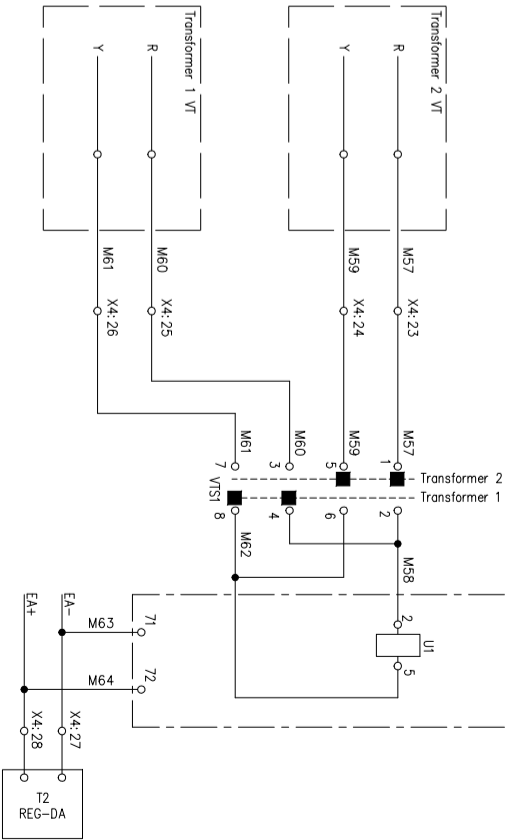 Transformer 1 VT
Y
R
Transformer 2 VT
Y
R
M61
M60
M59
M57
X4:26
X4:25
X4:24
X4:23
M61
M60
M59
M57
7
3
5
1
Transformer 2
VTS1
Transformer 1
8
4
6
2
M62
M58
2
U1
5
EA+
EA-
M63
71
M64
72
X4:28
X4:27
T2
REG-DA